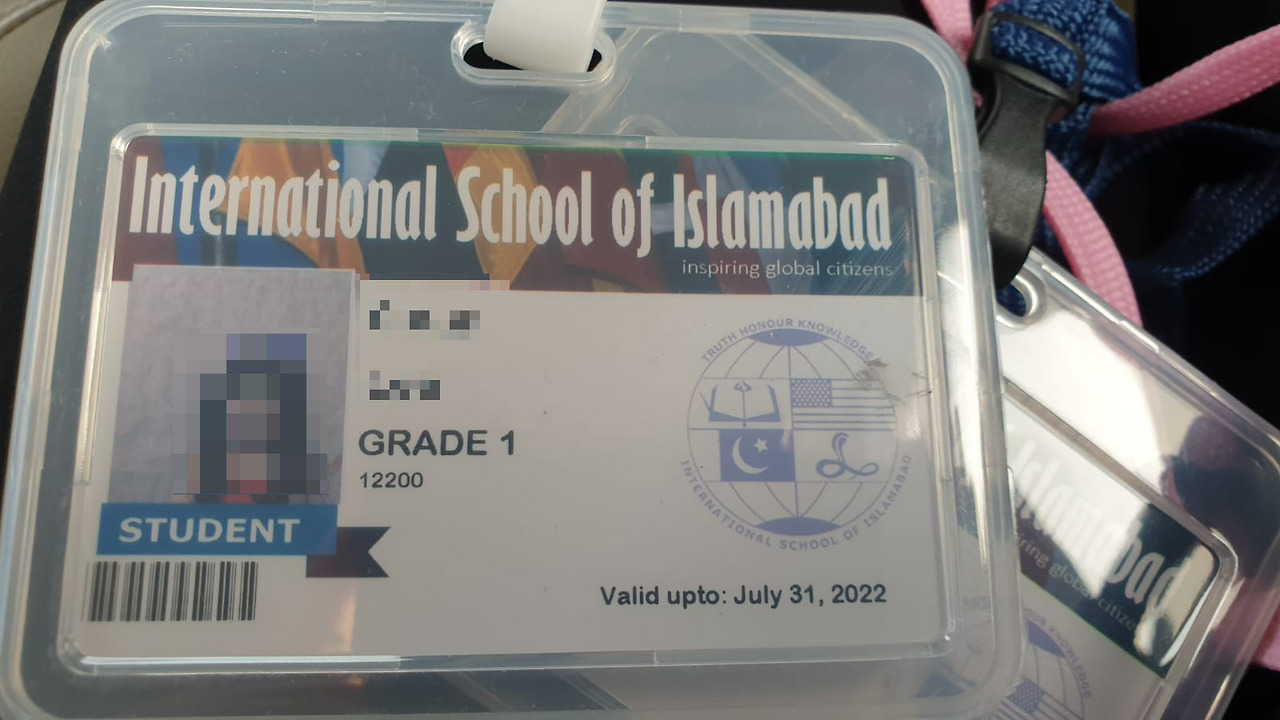 International School of Islamabad
inspiring global citizens
GRADE 1
12200
STUDENT
TRUTH HONOUR KNOWLEDGE
INTERNATIONAL SCHOOL OF ISLAMABAD
Valid upto: July 31, 2022
Islamabad